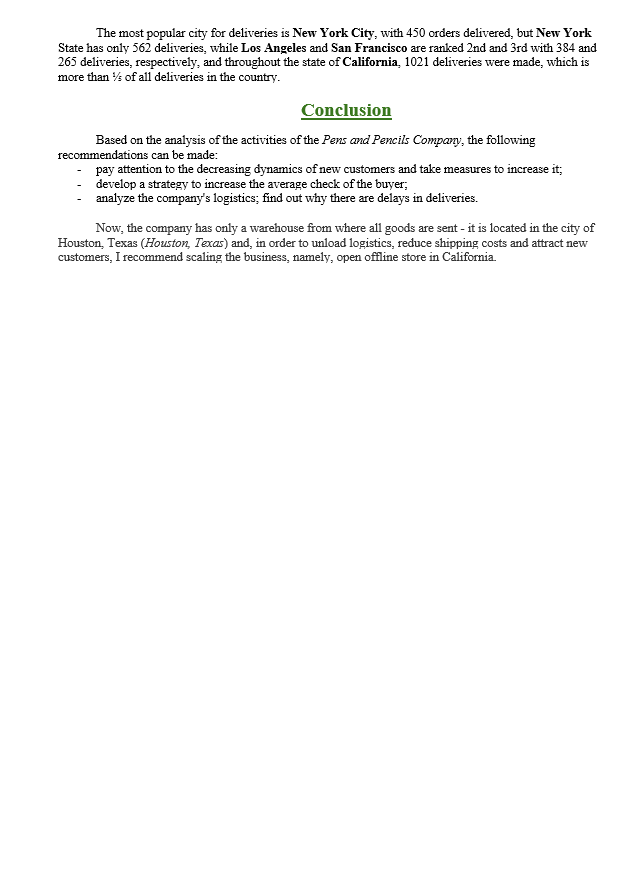 The most popular city for deliveries is New York City, with 450 orders delivered, but New York
State has only 562 deliveries, while Los Angeles and San Francisco are ranked 2nd and 3rd with 384 and
265 deliveries, respectively, and throughout the state of California, 1021 deliveries were made, which is
more than ⅕ of all deliveries in the country.
Conclusion
Based on the analysis of the activities of the Pens and Pencils Company, the following
recommendations can be made:
- pay attention to the decreasing dynamics of new customers and take measures to increase it;
- develop a strategy to increase the average check of the buyer;
- analyze the company's logistics; find out why there are delays in deliveries.
Now, the company has only a warehouse from where all goods are sent - it is located in the city of
Houston, Texas (Houston, Texas) and, in order to unload logistics, reduce shipping costs and attract new
customers, I recommend scaling the business, namely, open offline store in California.